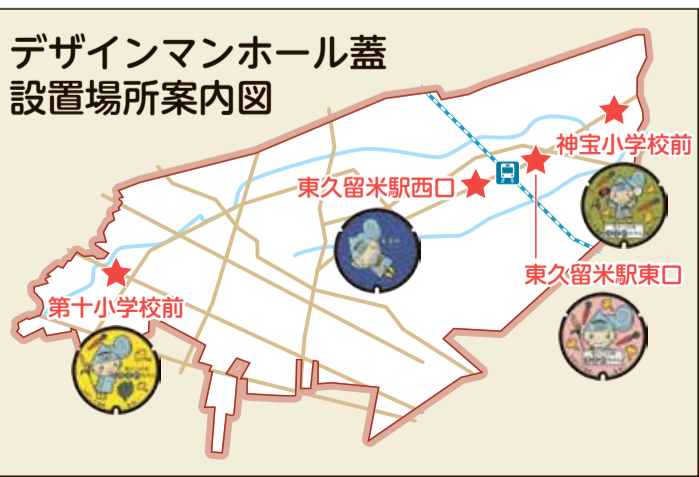 デザインマンホール蓋
設置場所案内図
神宝小学校前
東久留米駅西口
東久留米駅東口
第十小学校前